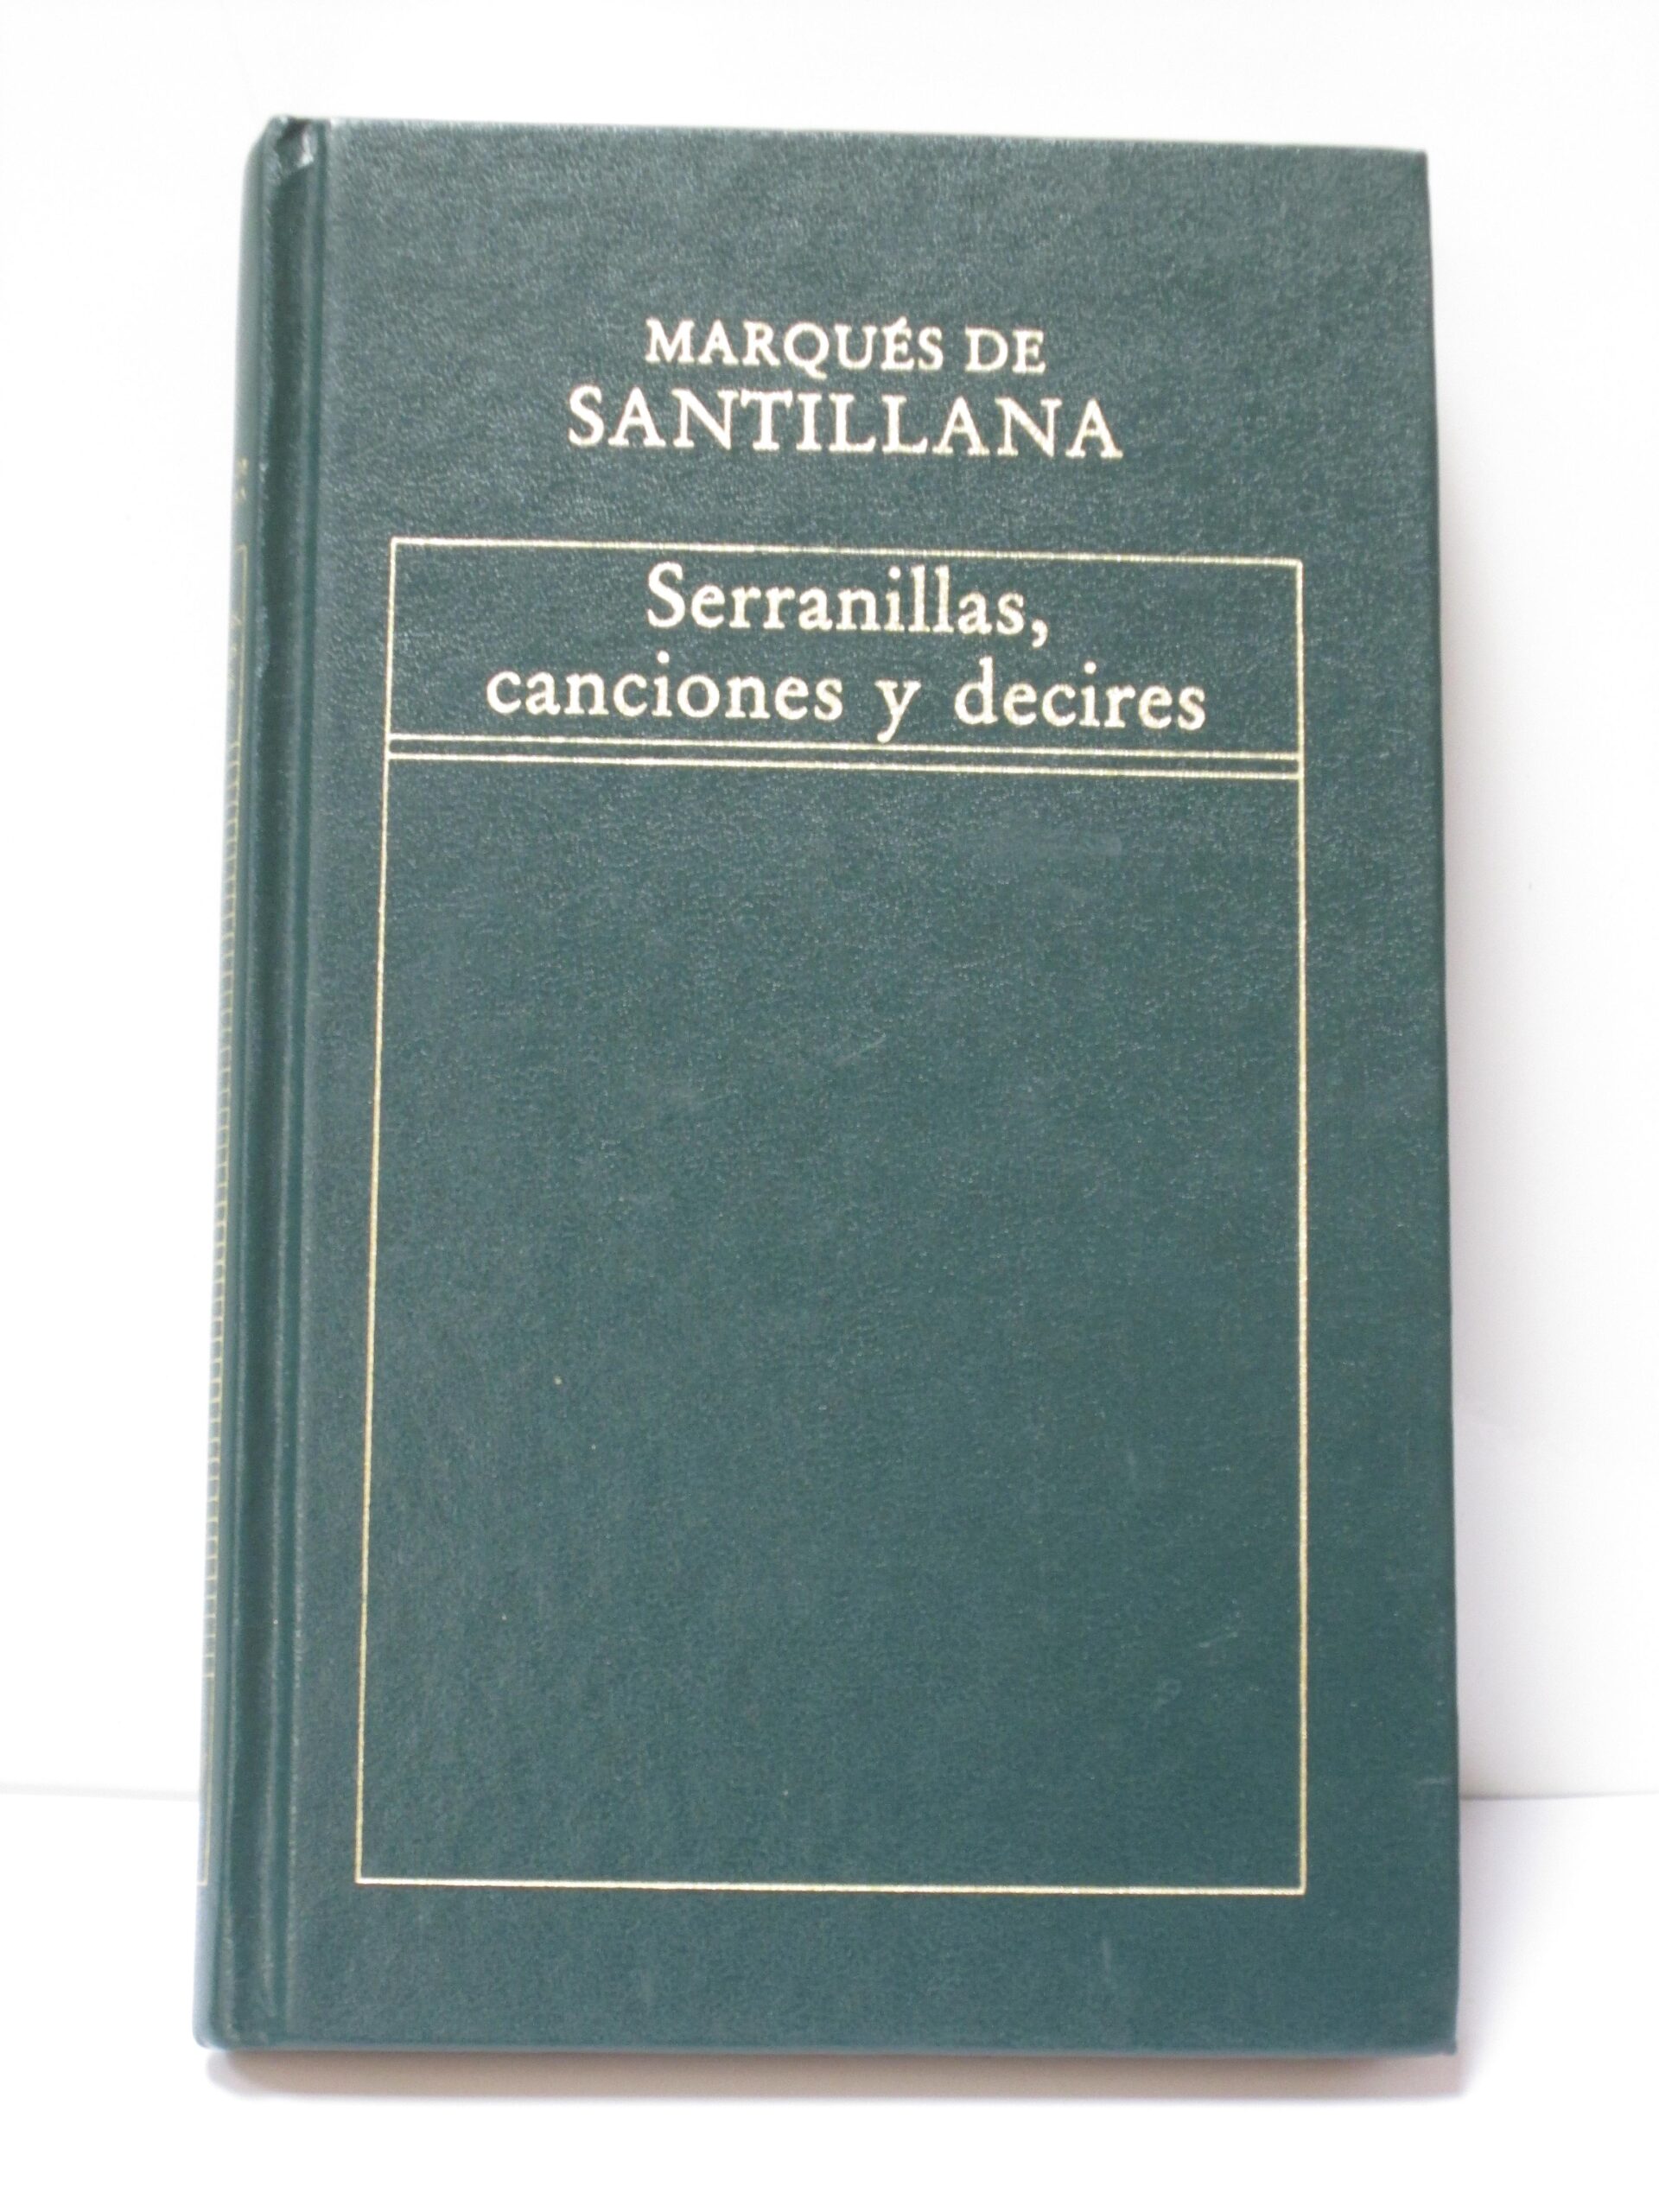 MARQUÉS DE
SANTILLANA
Serranillas,
canciones y decires